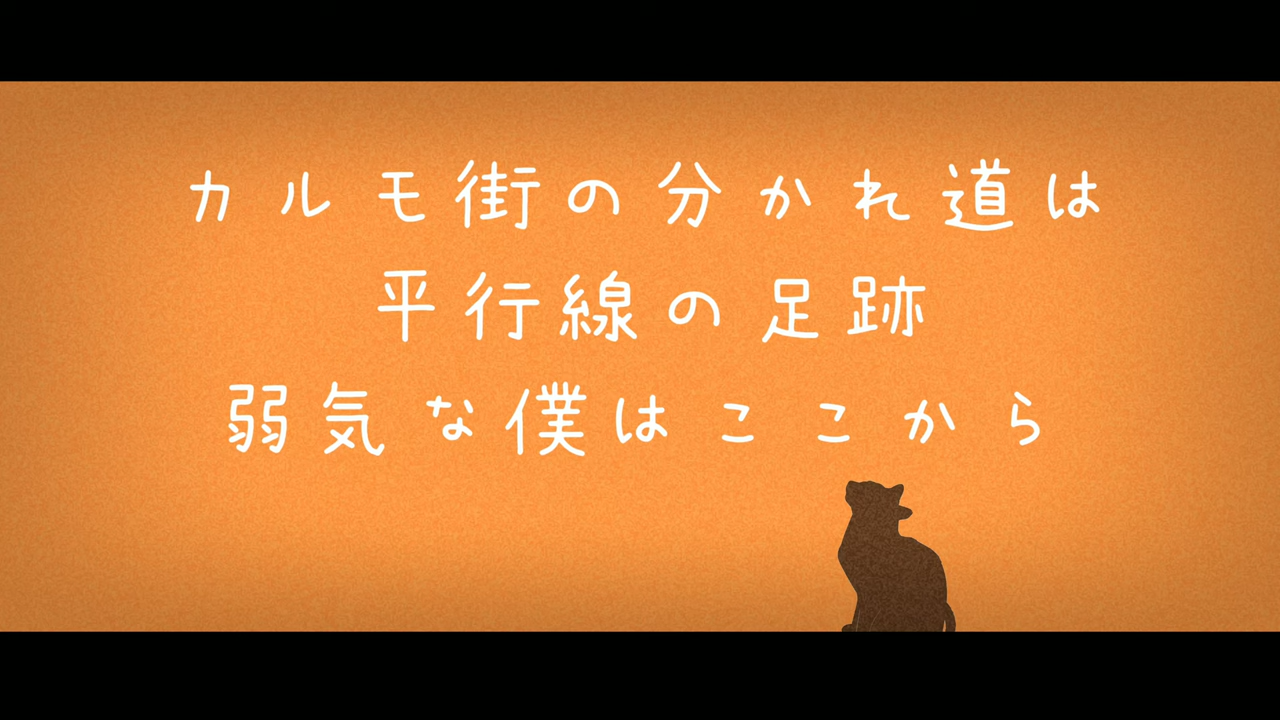 カルモ街の分かれ道は
平行線の足跡
弱気な僕はここから